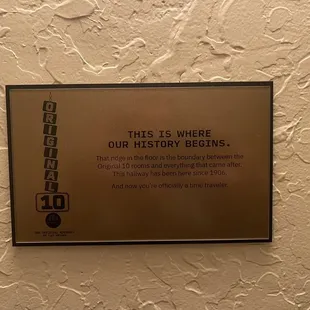 ORIGINAL
10
THIS IS WHERE
OUR HISTORY BEGINS.
That ridge in the floor is the boundary between the
Original 10 rooms and everything that came after.
This hallway has been here since 1906.
And now you're officially a time traveler.